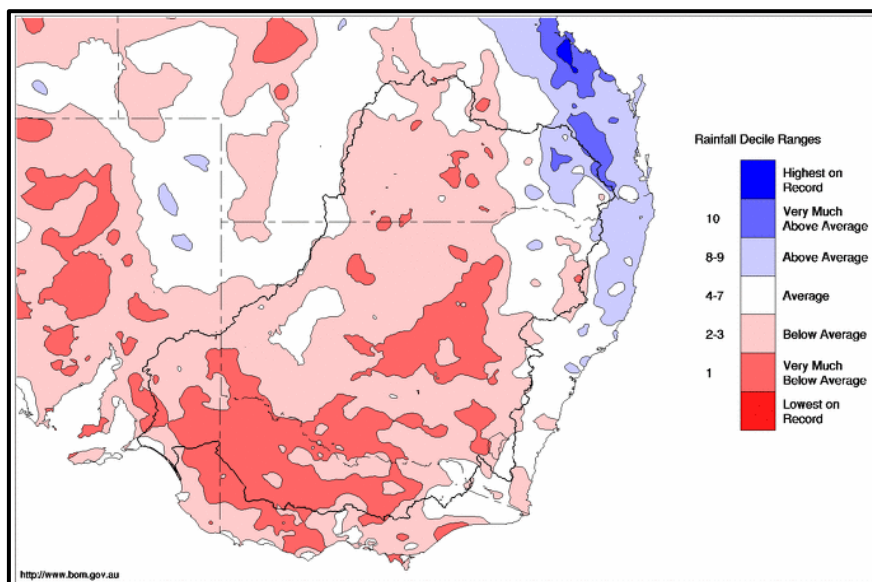 Rainfall Decile Ranges
Highest on
Record
10
Very Much
Above Average
8-9
Above Average
4-7
Average
2-3
Below Average
1
Very Much
Below Average
Lowest on
Record
http://www.bom.gov.au